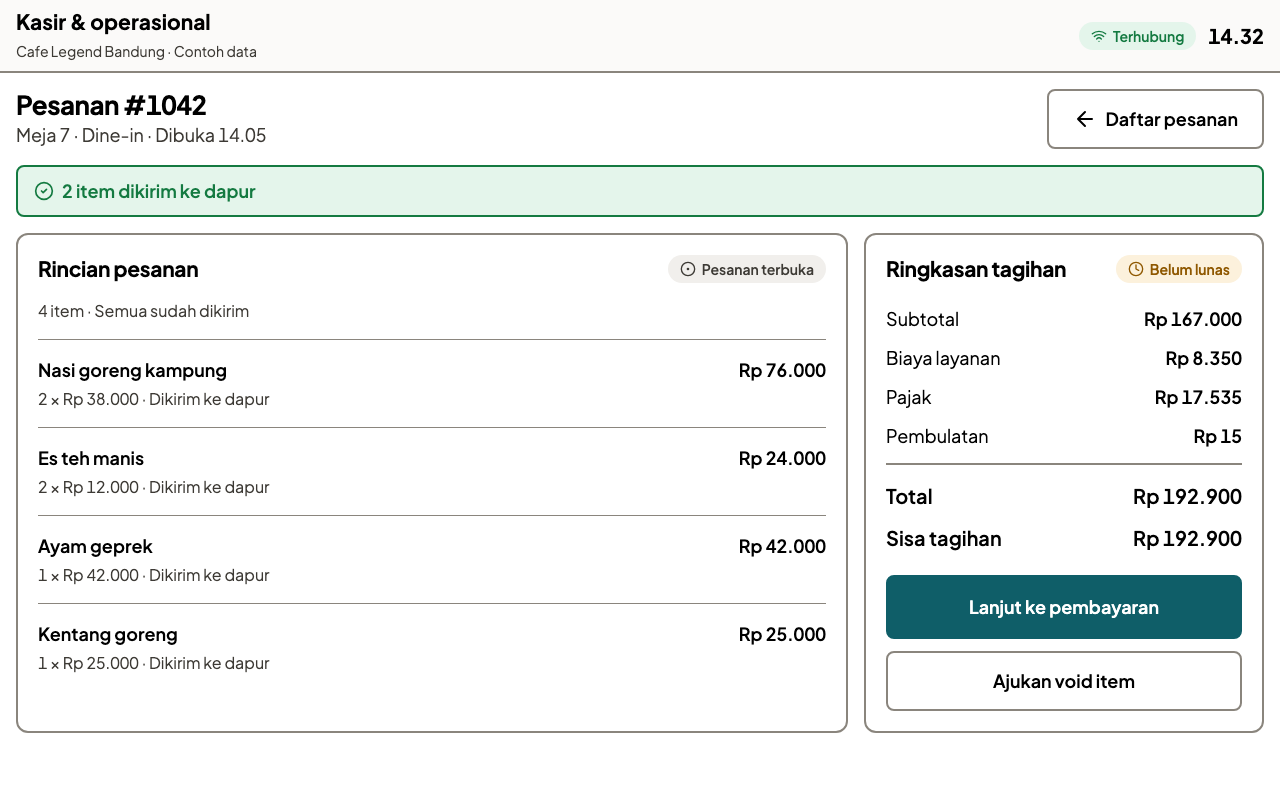 Kasir & operasional
Cafe Legend Bandung · Contoh data
Terhubung
14.32
Pesanan #1042
Meja 7 · Dine-in · Dibuka 14.05
Daftar pesanan
2 item dikirim ke dapur
Rincian pesanan
Pesanan terbuka
4 item · Semua sudah dikirim
Nasi goreng kampung
Rp 76.000
2 × Rp 38.000 · Dikirim ke dapur
Es teh manis
Rp 24.000
2 × Rp 12.000 · Dikirim ke dapur
Ayam geprek
Rp 42.000
1 × Rp 42.000 · Dikirim ke dapur
Kentang goreng
Rp 25.000
1 × Rp 25.000 · Dikirim ke dapur
Ringkasan tagihan
Belum lunas
Subtotal
Rp 167.000
Biaya layanan
Rp 8.350
Pajak
Rp 17.535
Pembulatan
Rp 15
Total
Rp 192.900
Sisa tagihan
Rp 192.900
Lanjut ke pembayaran
Ajukan void item